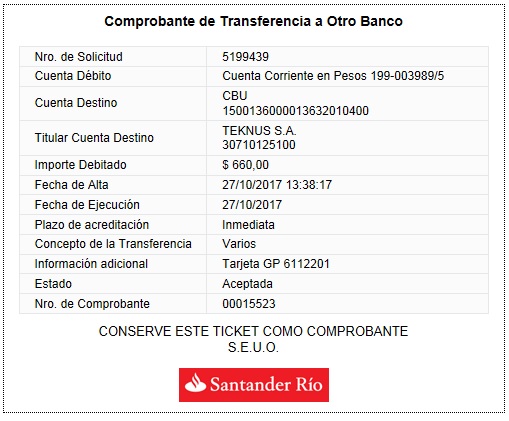 Comprobante de Transferencia a Otro Banco
Nro. de Solicitud 5199439
Cuenta Débito Cuenta Corriente en Pesos 199-003989/5
Cuenta Destino CBU
1500136000013632010400
Titular Cuenta Destino TEKNUS S.A.
30710125100
Importe Debitado $ 660,00
Fecha de Alta 27/10/2017 13:38:17
Fecha de Ejecución 27/10/2017
Plazo de acreditación Inmediata
Concepto de la Transferencia Varios
Información adicional Tarjeta GP 6112201
Estado Aceptada
Nro. de Comprobante 00015523
CONSERVE ESTE TICKET COMO COMPROBANTE
S.E.U.O.
Santander Río